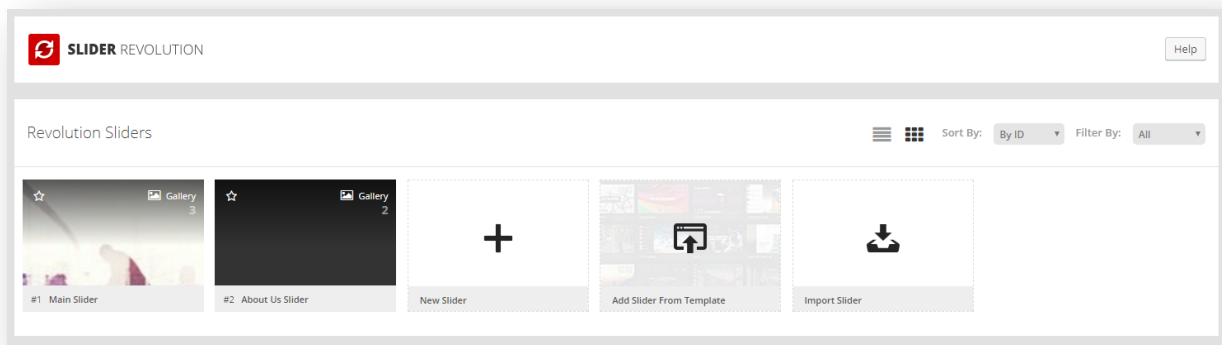 SLIDER REVOLUTION
Help
Revolution Sliders
Sort By: By ID Filter By: All
Gallery
3
Gallery
2
#1 Main Slider
#2 About Us Slider
New Slider
Add Slider From Template
Import Slider